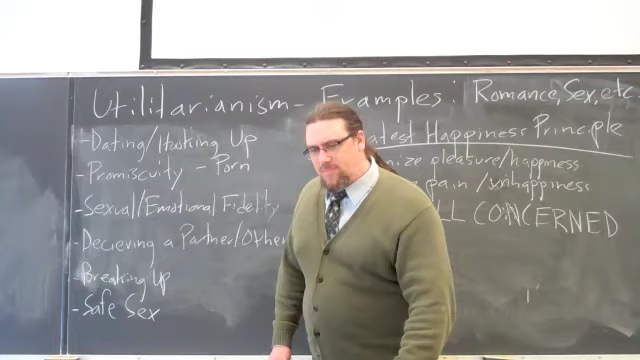 Utilitarianism - Examples: Romance, Sex, etc.
- Dating/Hooking Up
- Promiscuity - Porn
- Sexual/Emotional Fidelity
- Decieving a Partner/Other
- Breaking Up
- Safe Sex
Happiness Principle
pleasure/happiness
pain/unhappiness
CONCERNED